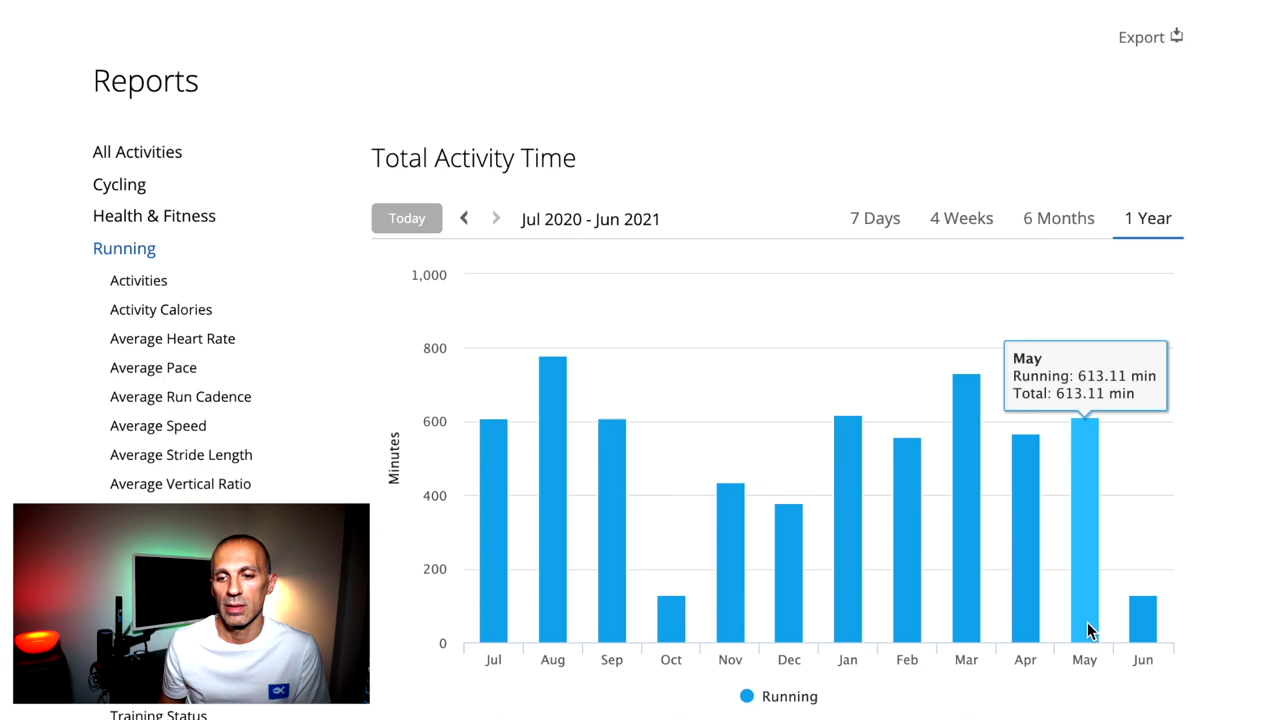 Export
Reports
All Activities
Cycling
Health & Fitness
Running
Activities
Activity Calories
Average Heart Rate
Average Pace
Average Run Cadence
Average Speed
Average Stride Length
Average Vertical Ratio
Training Status
Total Activity Time
Today
Jul 2020 - Jun 2021
7 Days
4 Weeks
6 Months
1 Year
1,000
800
600
400
200
0
Minutes
May
Running: 613.11 min
Total: 613.11 min
Jul
Aug
Sep
Oct
Nov
Dec
Jan
Feb
Mar
Apr
May
Jun
Running